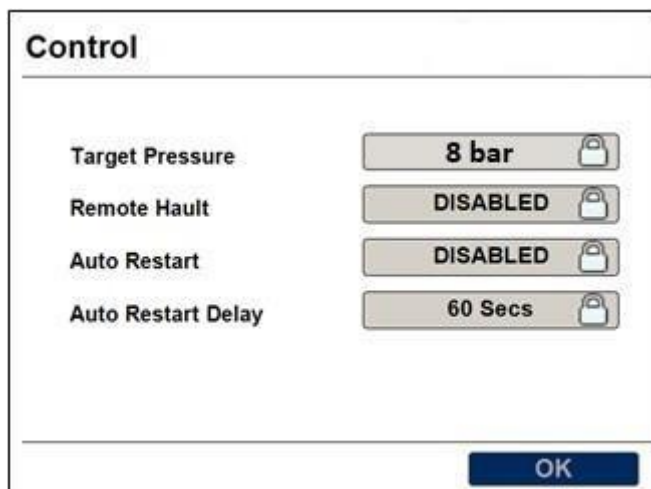 Control
Target Pressure 8 bar
Remote Hault DISABLED
Auto Restart DISABLED
Auto Restart Delay 60 Secs
OK